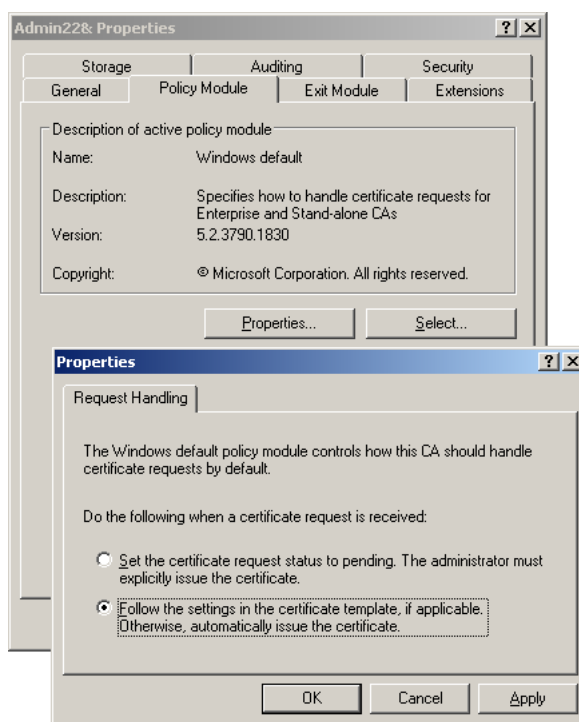 Admin22& Properties
Storage Auditing Security
General Policy Module Exit Module Extensions
Description of active policy module
Name: Windows default
Description: Specifies how to handle certificate requests for
Enterprise and Stand-alone CAs
Version: 5.2.3790.1830
Copyright: © Microsoft Corporation. All rights reserved.
Properties... Select...
Properties
Request Handling
The Windows default policy module controls how this CA should handle
certificate requests by default.
Do the following when a certificate request is received:
Set the certificate request status to pending. The administrator must
explicitly issue the certificate.
Follow the settings in the certificate template, if applicable.
Otherwise, automatically issue the certificate.
OK Cancel Apply